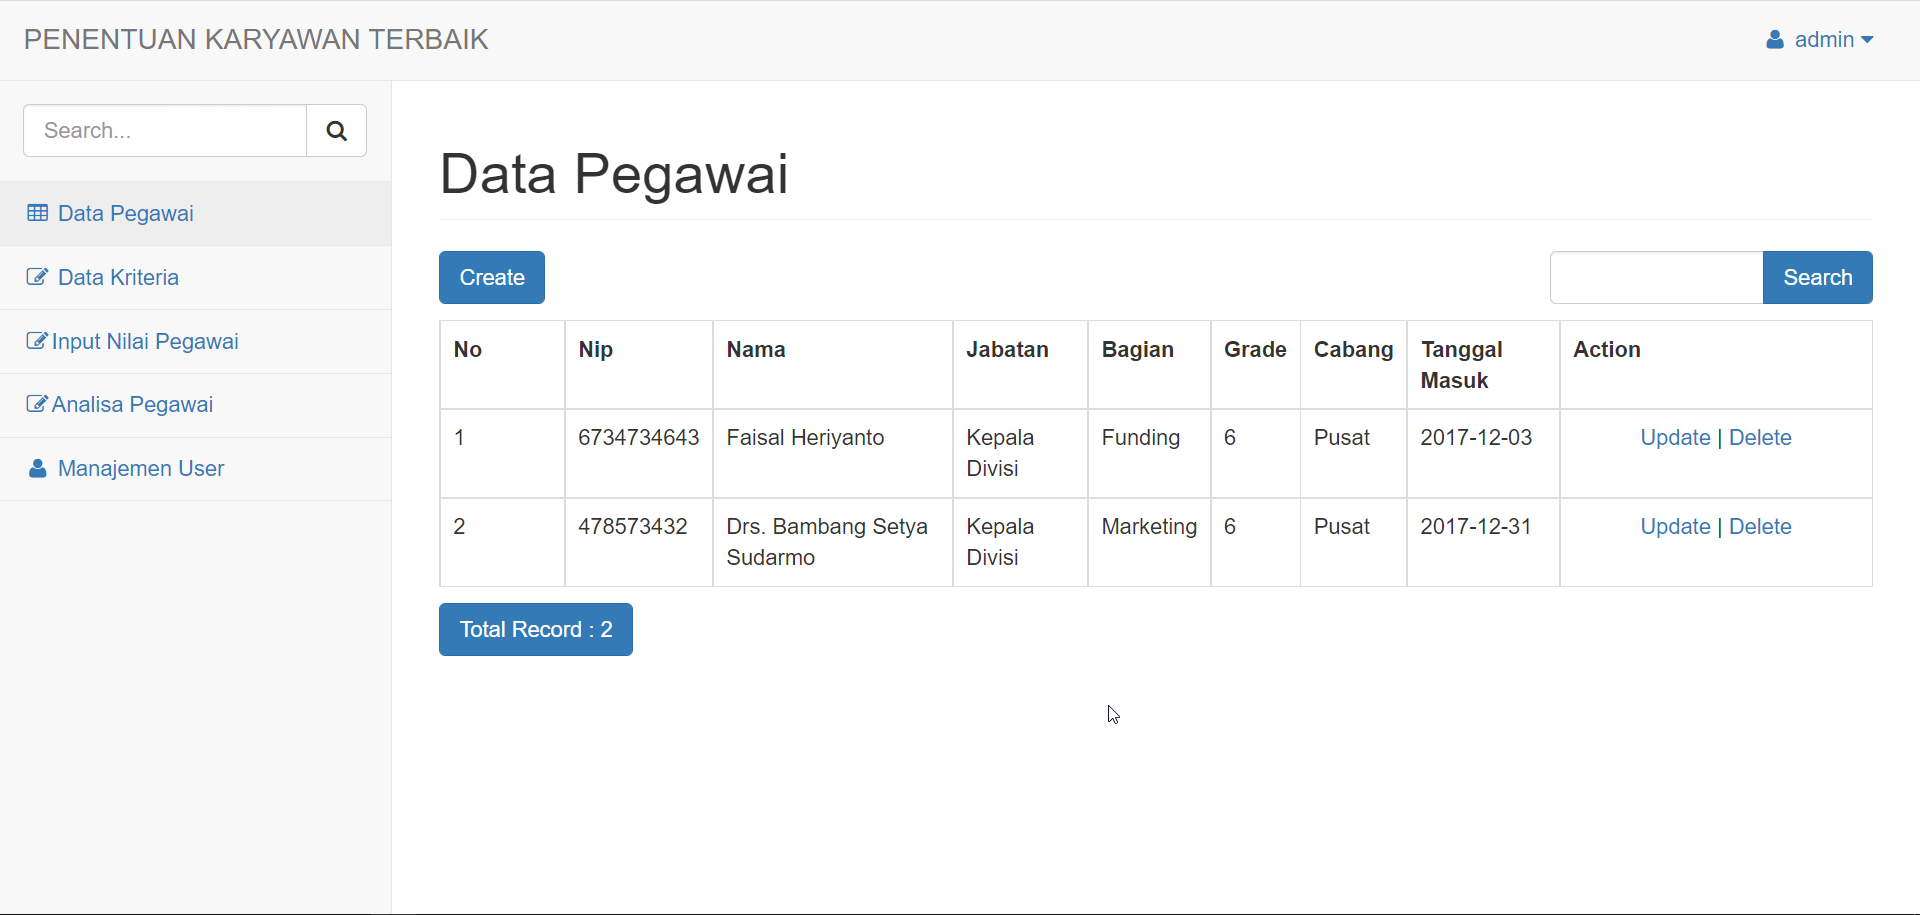 PENENTUAN KARYAWAN TERBAIK
admin
Search...
Data Pegawai
Data Kriteria
Input Nilai Pegawai
Analisa Pegawai
Manajemen User
Data Pegawai
Create
Search
No Nip Nama Jabatan Bagian Grade Cabang Tanggal Masuk Action
1 6734734643 Faisal Heriyanto Kepala Divisi Funding 6 Pusat 2017-12-03 Update | Delete
2 478573432 Drs. Bambang Setya Sudarmo Kepala Divisi Marketing 6 Pusat 2017-12-31 Update | Delete
Total Record : 2